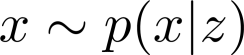 x ∼ p(x|z)